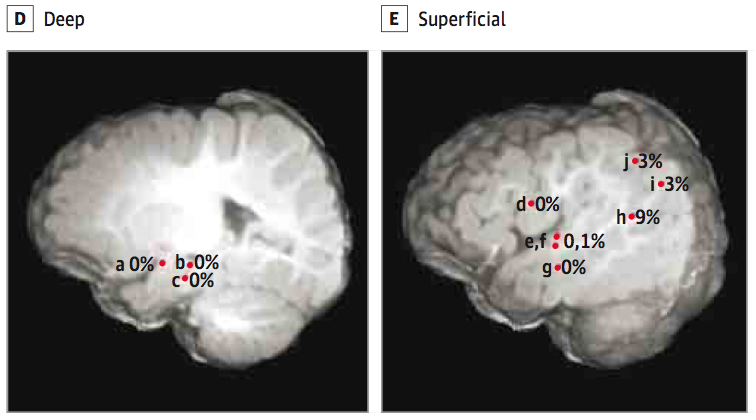 D Deep
E Superficial
a 0%
b 0%
c 0%
j 3%
i 3%
d 0%
h 9%
e,f 0,1%
g 0%